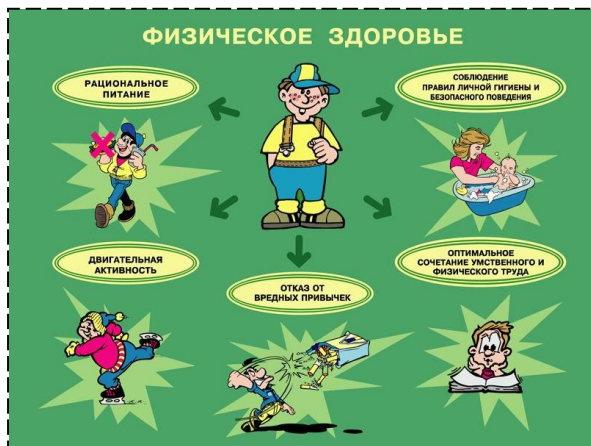 ФИЗИЧЕСКОЕ ЗДОРОВЬЕ
РАЦИОНАЛЬНОЕ
ПИТАНИЕ
СОБЛЮДЕНИЕ
ПРАВИЛ ЛИЧНОЙ ГИГИЕНЫ И
БЕЗОПАСНОГО ПОВЕДЕНИЯ
ДВИГАТЕЛЬНАЯ
АКТИВНОСТЬ
ОТКАЗ ОТ
ВРЕДНЫХ ПРИВЫЧЕК
ОПТИМАЛЬНОЕ
СОЧЕТАНИЕ УМСТВЕННОГО И
ФИЗИЧЕСКОГО ТРУДА